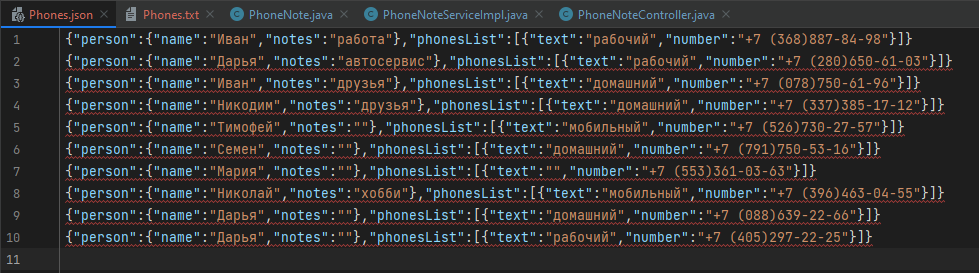 Phones.json Phones.txt PhoneNote.java PhoneNoteServiceImpl.java PhoneNoteController.java
1 {"person":{"name":"Иван","notes":"работа"},"phonesList":[{"text":"рабочий","number":"+7 (368)887-84-98"}]}
2 {"person":{"name":"Дарья","notes":"автосервис"},"phonesList":[{"text":"рабочий","number":"+7 (280)650-61-03"}]}
3 {"person":{"name":"Иван","notes":"друзья"},"phonesList":[{"text":"домашний","number":"+7 (078)750-61-96"}]}
4 {"person":{"name":"Никодим","notes":"друзья"},"phonesList":[{"text":"домашний","number":"+7 (337)385-17-12"}]}
5 {"person":{"name":"Тимофей","notes":""},"phonesList":[{"text":"мобильный","number":"+7 (526)730-27-57"}]}
6 {"person":{"name":"Семен","notes":""},"phonesList":[{"text":"домашний","number":"+7 (791)750-53-16"}]}
7 {"person":{"name":"Мария","notes":""},"phonesList":[{"text":"","number":"+7 (553)361-03-63"}]}
8 {"person":{"name":"Николай","notes":"хобби"},"phonesList":[{"text":"мобильный","number":"+7 (396)463-04-55"}]}
9 {"person":{"name":"Дарья","notes":""},"phonesList":[{"text":"домашний","number":"+7 (088)639-22-66"}]}
10 {"person":{"name":"Дарья","notes":""},"phonesList":[{"text":"рабочий","number":"+7 (405)297-22-25"}]}
11